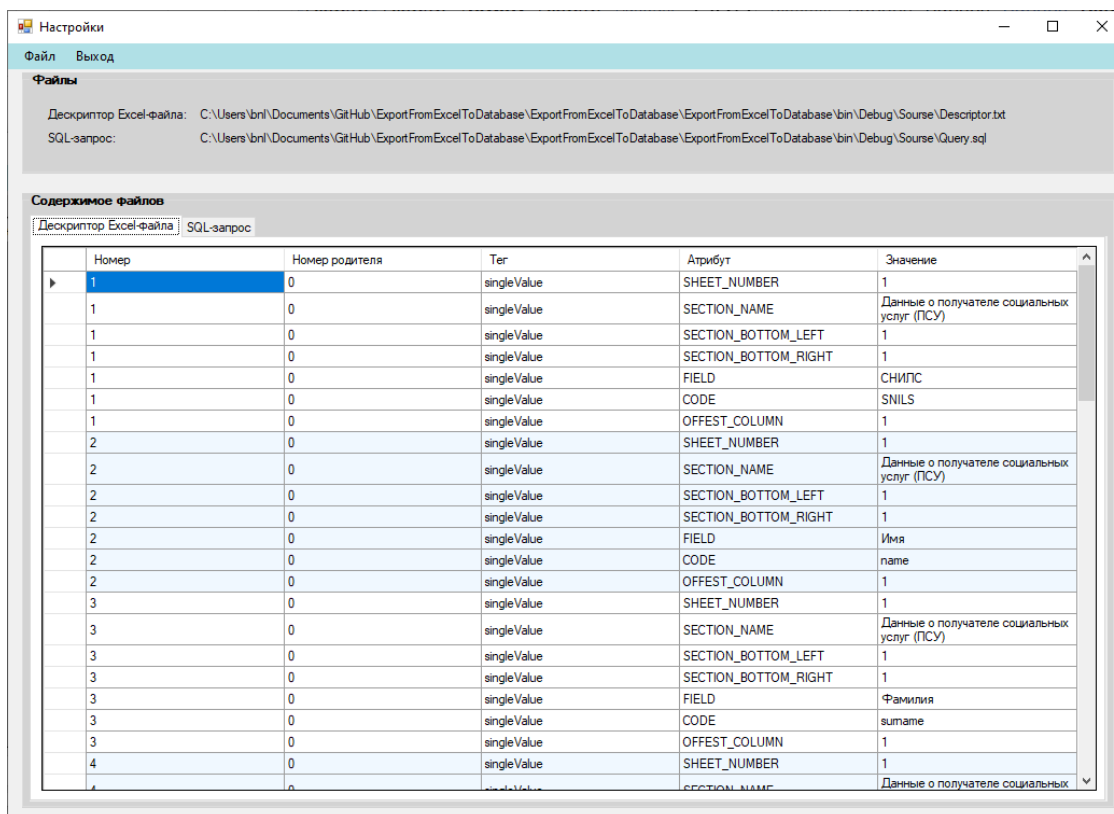 Настройки
Файл Выход
Файлы
Дескриптор Excel-файла: C:\Users\bnl\Documents\GitHub\ExportFromExcelToDatabase\ExportFromExcelToDatabase\ExportFromExcelToDatabase\bin\Debug\Sourse\Descriptor.txt
SQL-запрос: C:\Users\bnl\Documents\GitHub\ExportFromExcelToDatabase\ExportFromExcelToDatabase\ExportFromExcelToDatabase\bin\Debug\Sourse\Query.sql
Содержимое файлов
Дескриптор Excel-файла SQL-запрос
Номер Номер родителя Тег Атрибут Значение
1 0 singleValue SHEET_NUMBER 1
1 0 singleValue SECTION_NAME Данные о получателе социальных
услуг (ПСУ)
1 0 singleValue SECTION_BOTTOM_LEFT 1
1 0 singleValue SECTION_BOTTOM_RIGHT 1
1 0 singleValue FIELD СНИЛС
1 0 singleValue CODE SNILS
1 0 singleValue OFFEST_COLUMN 1
2 0 singleValue SHEET_NUMBER 1
2 0 singleValue SECTION_NAME Данные о получателе социальных
услуг (ПСУ)
2 0 singleValue SECTION_BOTTOM_LEFT 1
2 0 singleValue SECTION_BOTTOM_RIGHT 1
2 0 singleValue FIELD Имя
2 0 singleValue CODE name
2 0 singleValue OFFEST_COLUMN 1
3 0 singleValue SHEET_NUMBER 1
3 0 singleValue SECTION_NAME Данные о получателе социальных
услуг (ПСУ)
3 0 singleValue SECTION_BOTTOM_LEFT 1
3 0 singleValue SECTION_BOTTOM_RIGHT 1
3 0 singleValue FIELD Фамилия
3 0 singleValue CODE surname
3 0 singleValue OFFEST_COLUMN 1
4 0 singleValue SHEET_NUMBER 1
4 0 singleValue SECTION_NAME Данные о получателе социальных